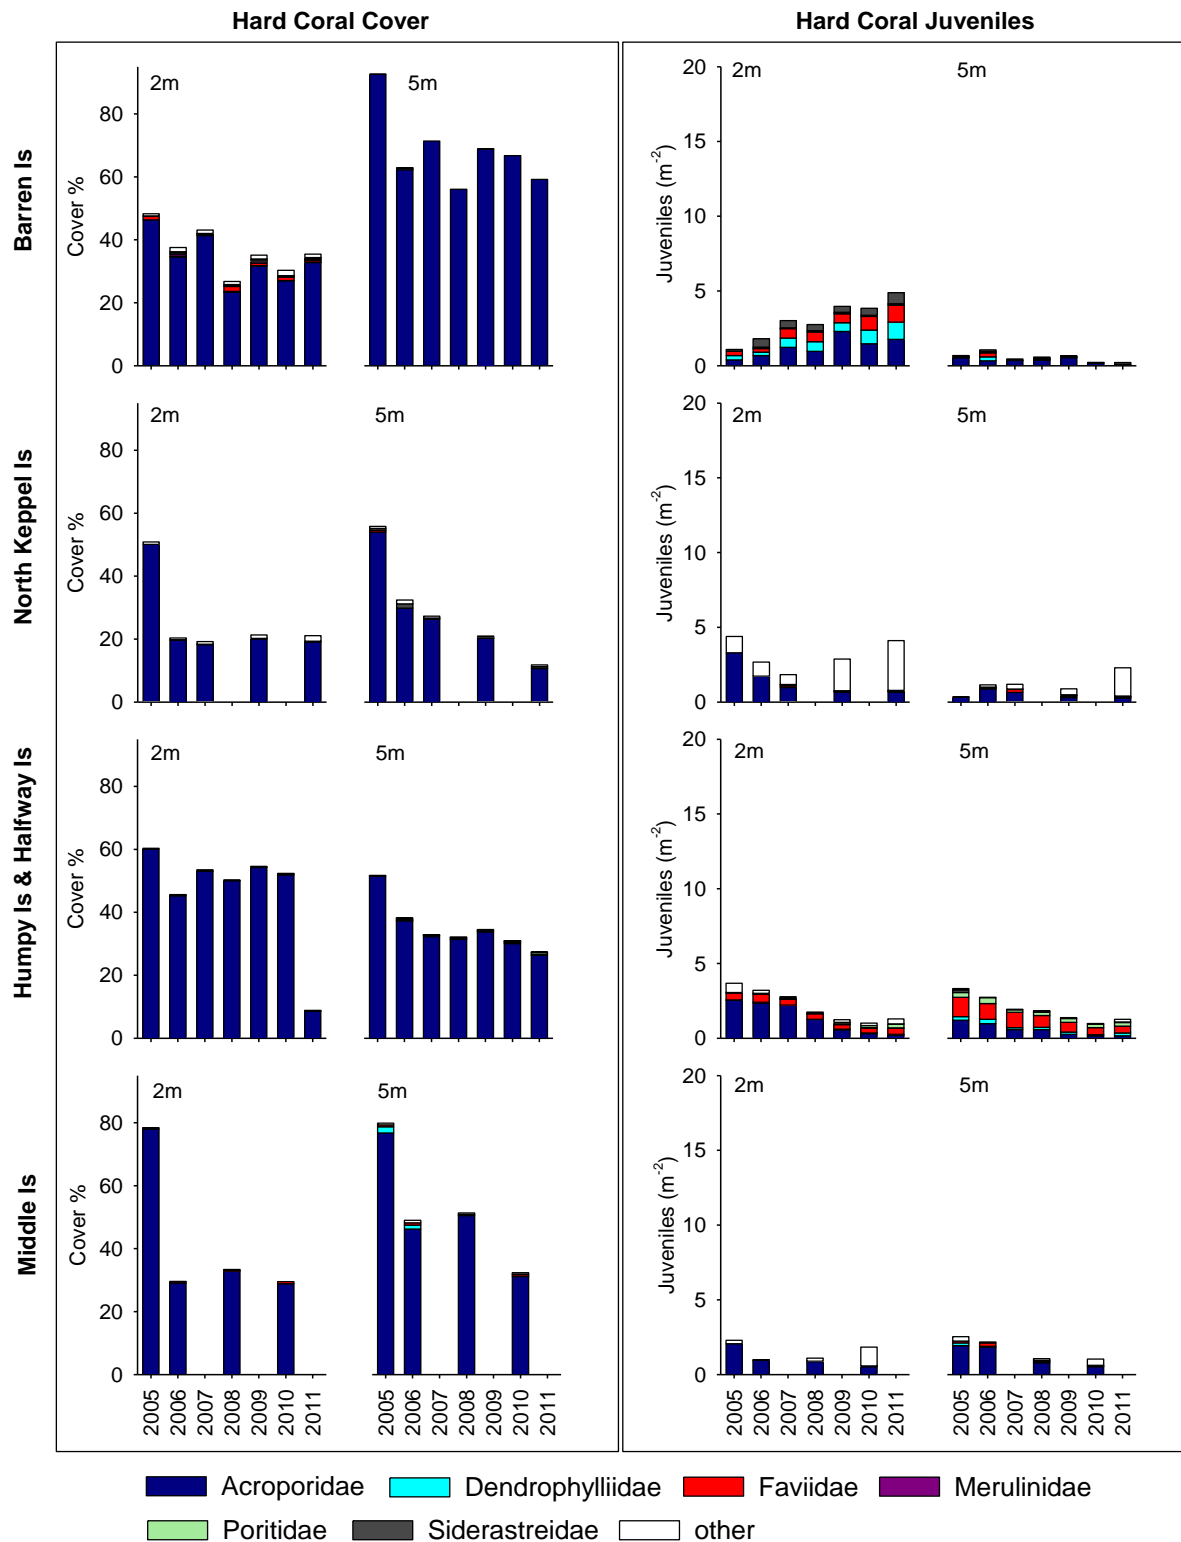 Hard Coral Cover
Hard Coral Juveniles
Barren Is
Cover %
80
60
40
20
0
2m
5m
Juveniles (m-2)
20
15
10
5
0
2m
5m
North Keppel Is
Cover %
80
60
40
20
0
2m
5m
Juveniles (m-2)
20
15
10
5
0
2m
5m
Humpy Is & Halfway Is
Cover %
80
60
40
20
0
2m
5m
Juveniles (m-2)
20
15
10
5
0
2m
5m
Middle Is
Cover %
80
60
40
20
0
2m
5m
Juveniles (m-2)
20
15
10
5
0
2m
5m
2005 2006 2007 2008 2009 2010 2011
2005 2006 2007 2008 2009 2010 2011
2005 2006 2007 2008 2009 2010 2011
2005 2006 2007 2008 2009 2010 2011
Acroporidae Dendrophylliidae Faviidae Merulinidae
Poritidae Siderastreidae other